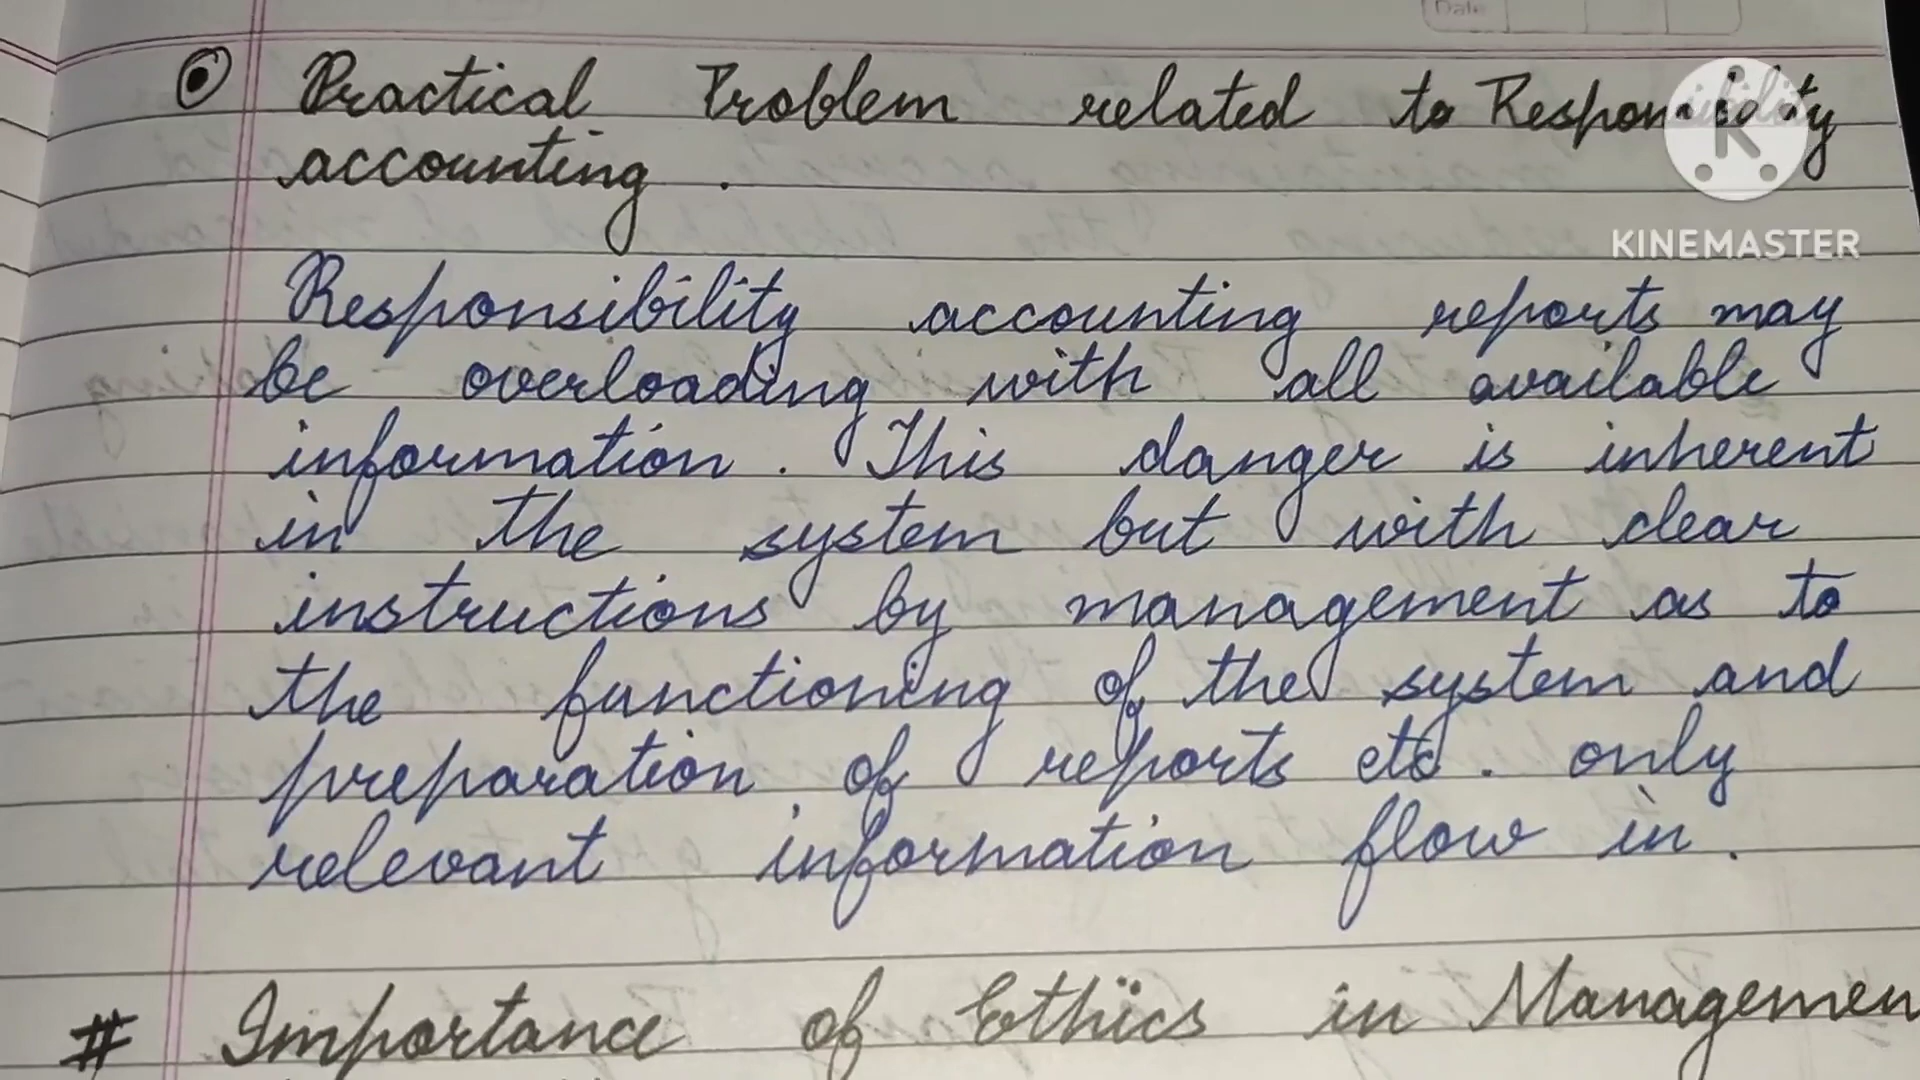 Date
Practical Problem related to Responsibility
accounting.
KINEMASTER
Responsibility accounting reports may
be overloading with all available
information. This danger is inherent
in the system but with clear
instructions by management as to
the functioning of the system and
preparation of reports etc. only
relevant information flow in.
# Importance of Ethics in Managemen